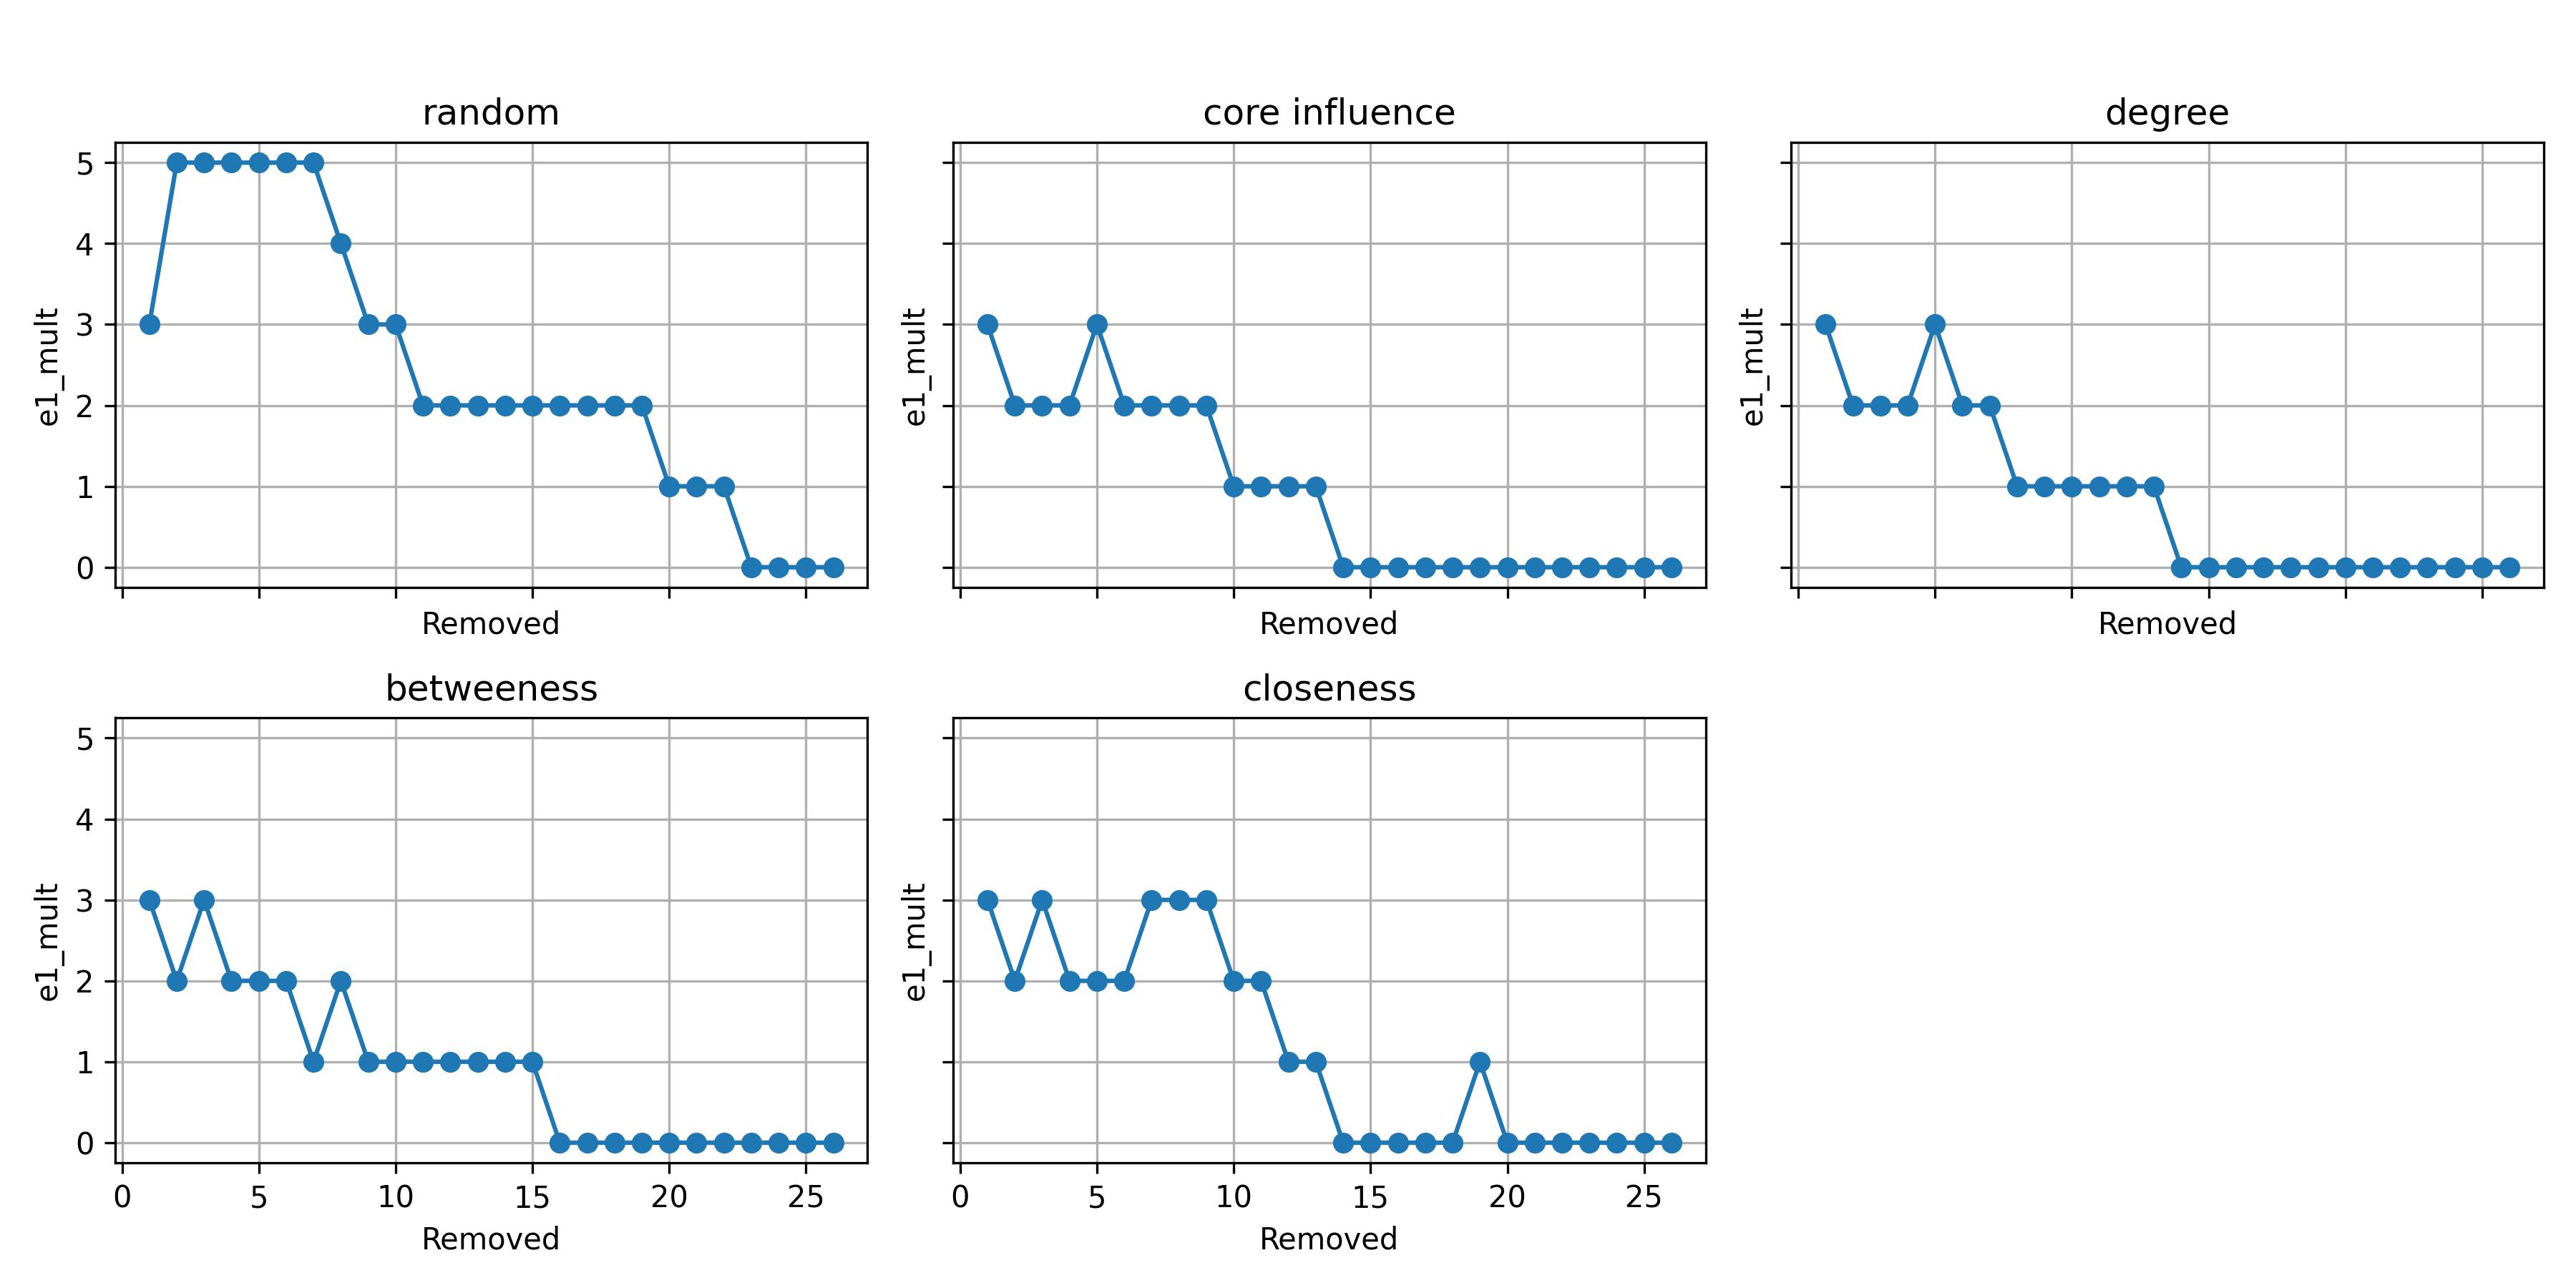 random
core influence
degree
5
4
3
2
1
0
e1_mult
e1_mult
e1_mult
Removed
Removed
Removed
betweeness
closeness
5
4
3
2
1
0
e1_mult
e1_mult
0 5 10 15 20 25
0 5 10 15 20 25
Removed
Removed